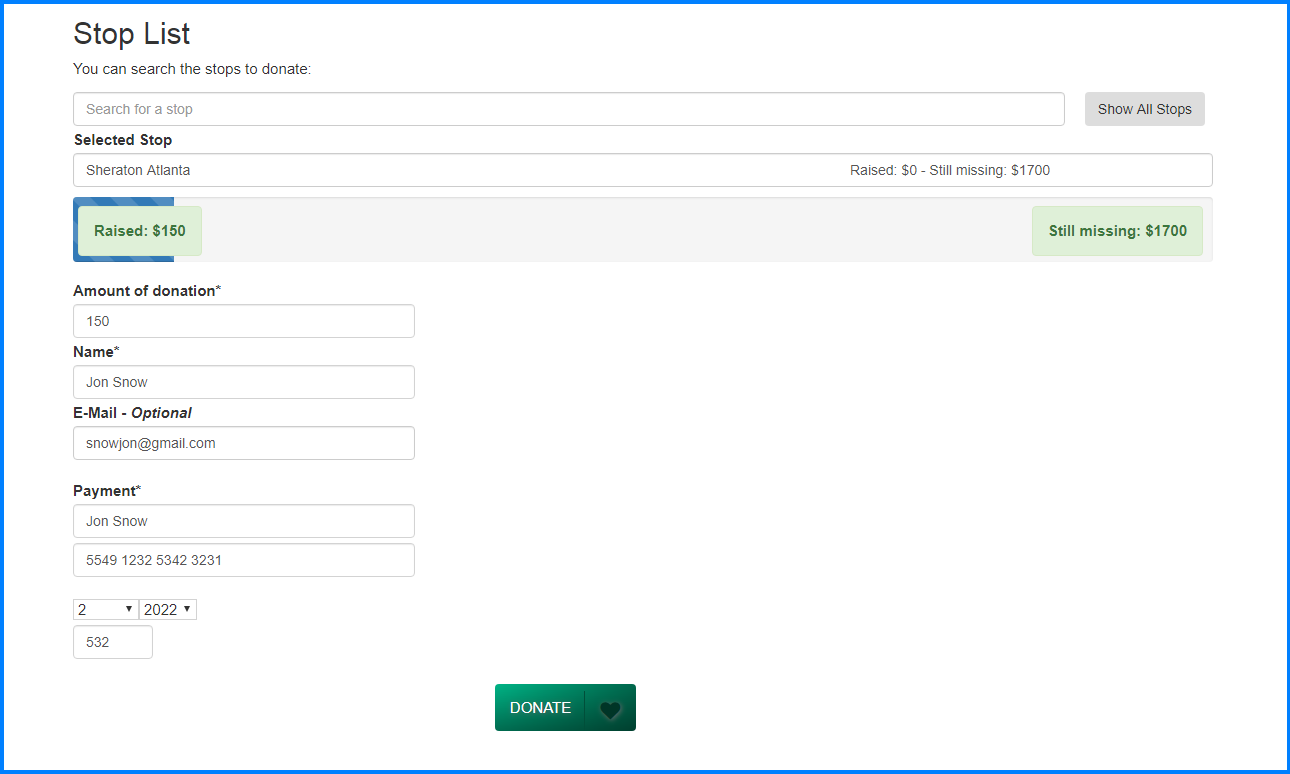 Stop List
You can search the stops to donate:
Search for a stop
Show All Stops
Selected Stop
Sheraton Atlanta Raised: $0 - Still missing: $1700
Raised: $150 Still missing: $1700
Amount of donation*
150
Name*
Jon Snow
E-Mail - Optional
snowjon@gmail.com
Payment*
Jon Snow
5549 1232 5342 3231
2 2022
532
DONATE